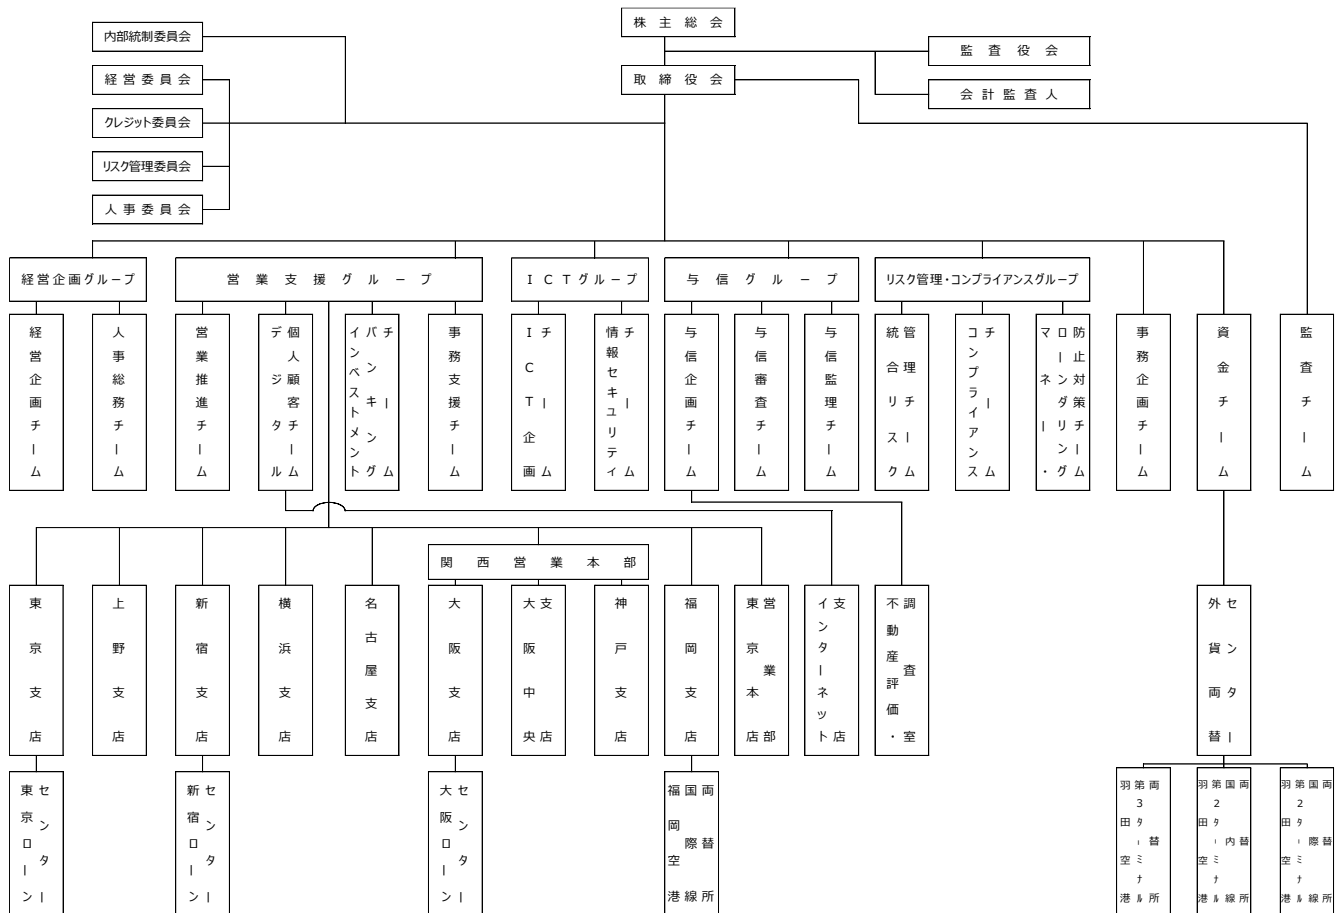 株主総会
内部統制委員会
監査役会
経営委員会
取締役会
会計監査人
クレジット委員会
リスク管理委員会
人事委員会
経営企画グループ
営業支援グループ
ICTグループ
与信グループ
リスク管理・コンプライアンスグループ
経営企画チーム
人事総務チーム
営業推進チーム
デジタル
個人顧客チーム
インベストメント
バンキング
チーム
事務支援チーム
ICT企画
チーム
情報セキュリティ
チーム
与信企画チーム
与信審査チーム
与信監理チーム
統合リスク
管理チーム
コンプライアンス
チーム
マネー・
ローンダリング
防止対策チーム
事務企画チーム
資金チーム
監査チーム
関西営業本部
東京支店
上野支店
新宿支店
横浜支店
名古屋支店
大阪支店
大阪中央
支店
神戸支店
福岡支店
東京本店
営業部
インターネット
支店
不動産評価・
調査室
外貨両替
センター
東京ローン
センター
新宿ローン
センター
大阪ローン
センター
福岡空港
国際線
両替所
羽田空港
第3ターミナル
両替所
羽田空港
第2ターミナル
国内線
両替所
羽田空港
第2ターミナル
国際線
両替所